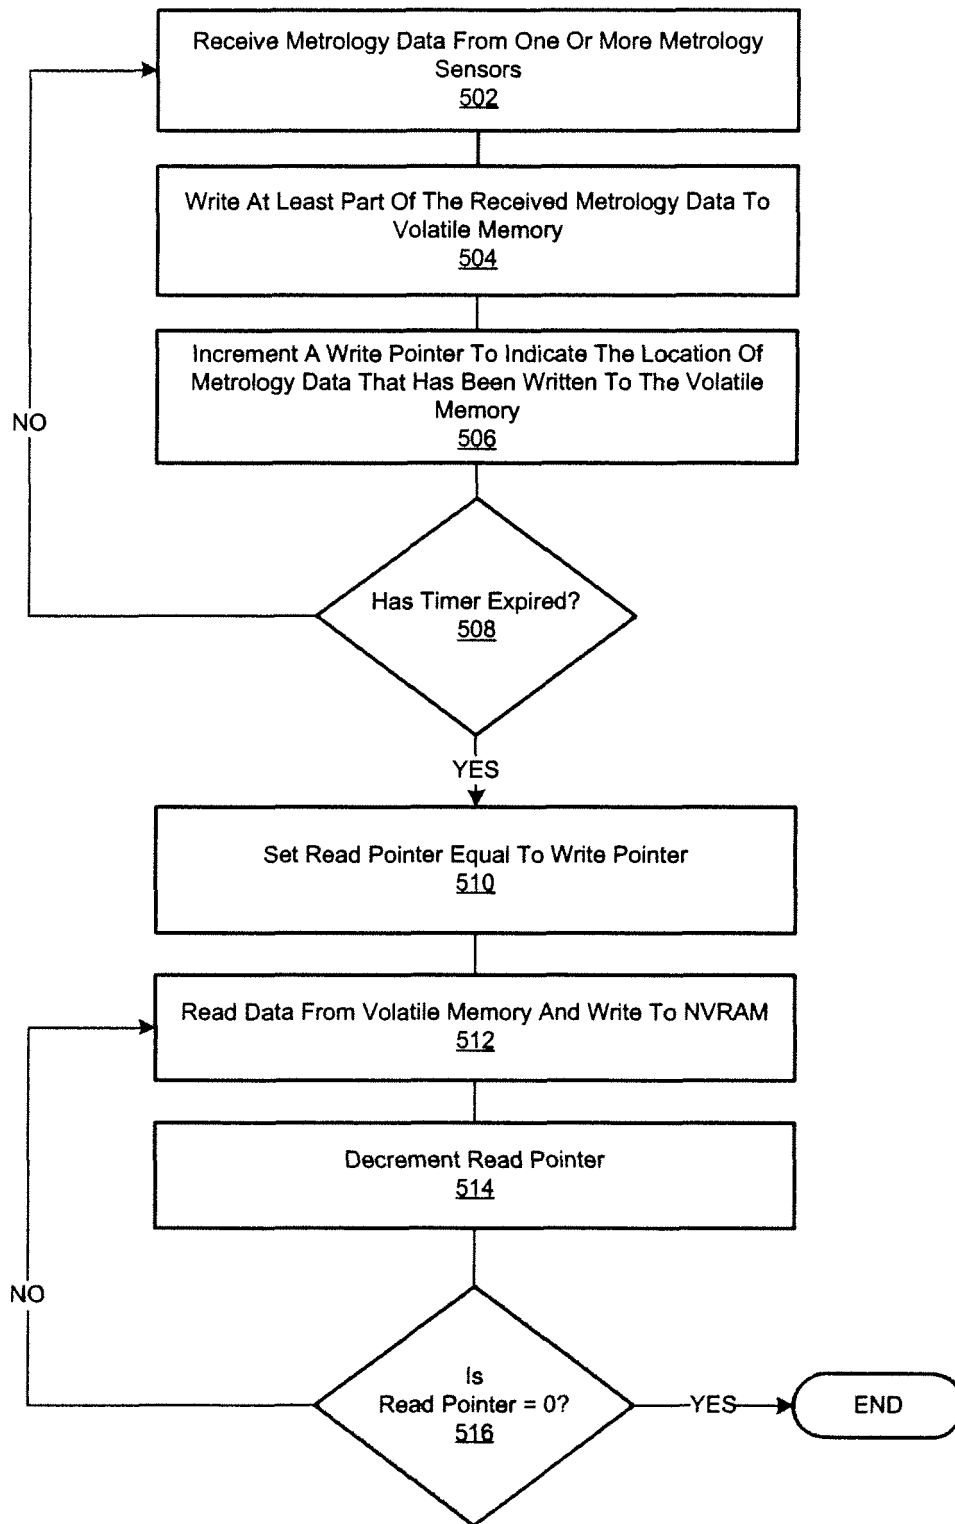 Receive Metrology Data From One Or More Metrology
Sensors
502
Write At Least Part Of The Received Metrology Data To
Volatile Memory
504
Increment A Write Pointer To Indicate The Location Of
Metrology Data That Has Been Written To The Volatile
Memory
506
NO
Has Timer Expired?
508
YES
Set Read Pointer Equal To Write Pointer
510
Read Data From Volatile Memory And Write To NVRAM
512
Decrement Read Pointer
514
NO
Is
Read Pointer = 0?
516
YES
END